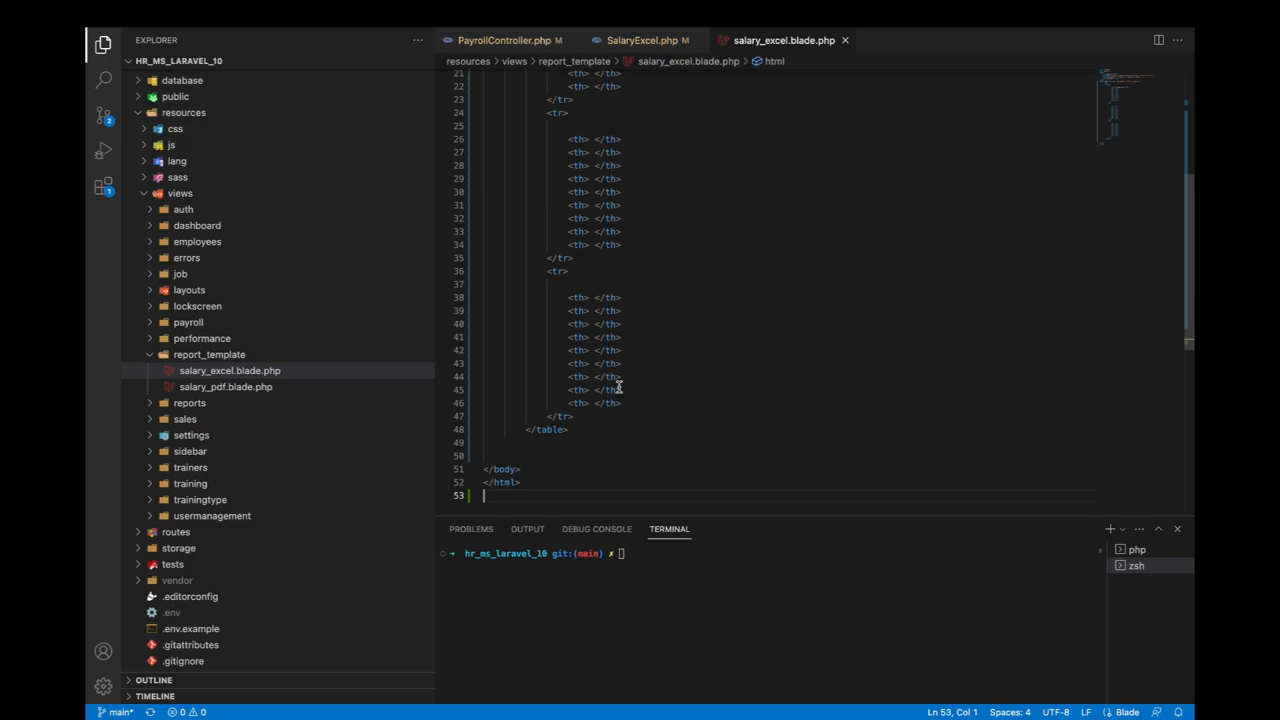 EXPLORER
HR_MS_LARAVEL_10
database
public
resources
css
js
lang
sass
views
auth
dashboard
employees
errors
job
layouts
lockscreen
payroll
performance
report_template
salary_excel.blade.php
salary_pdf.blade.php
reports
sales
settings
sidebar
trainers
training
trainingtype
usermanagement
routes
storage
tests
vendor
.editorconfig
.env
.env.example
.gitattributes
.gitignore
OUTLINE
TIMELINE
2
1
PayrollController.php M
SalaryExcel.php M
salary_excel.blade.php
resources > views > report_template > salary_excel.blade.php > html
21 <th> </th>
22 <th> </th>
23 </tr>
24 <tr>
25
26 <th> </th>
27 <th> </th>
28 <th> </th>
29 <th> </th>
30 <th> </th>
31 <th> </th>
32 <th> </th>
33 <th> </th>
34 <th> </th>
35 </tr>
36 <tr>
37
38 <th> </th>
39 <th> </th>
40 <th> </th>
41 <th> </th>
42 <th> </th>
43 <th> </th>
44 <th> </th>
45 <th> </th>
46 <th> </th>
47 </tr>
48 </table>
49
50
51 </body>
52 </html>
53
PROBLEMS OUTPUT DEBUG CONSOLE TERMINAL
hr_ms_laravel_10 git:(main) ✗
php
zsh
main* 0 0 Ln 53, Col 1 Spaces: 4 UTF-8 LF Blade